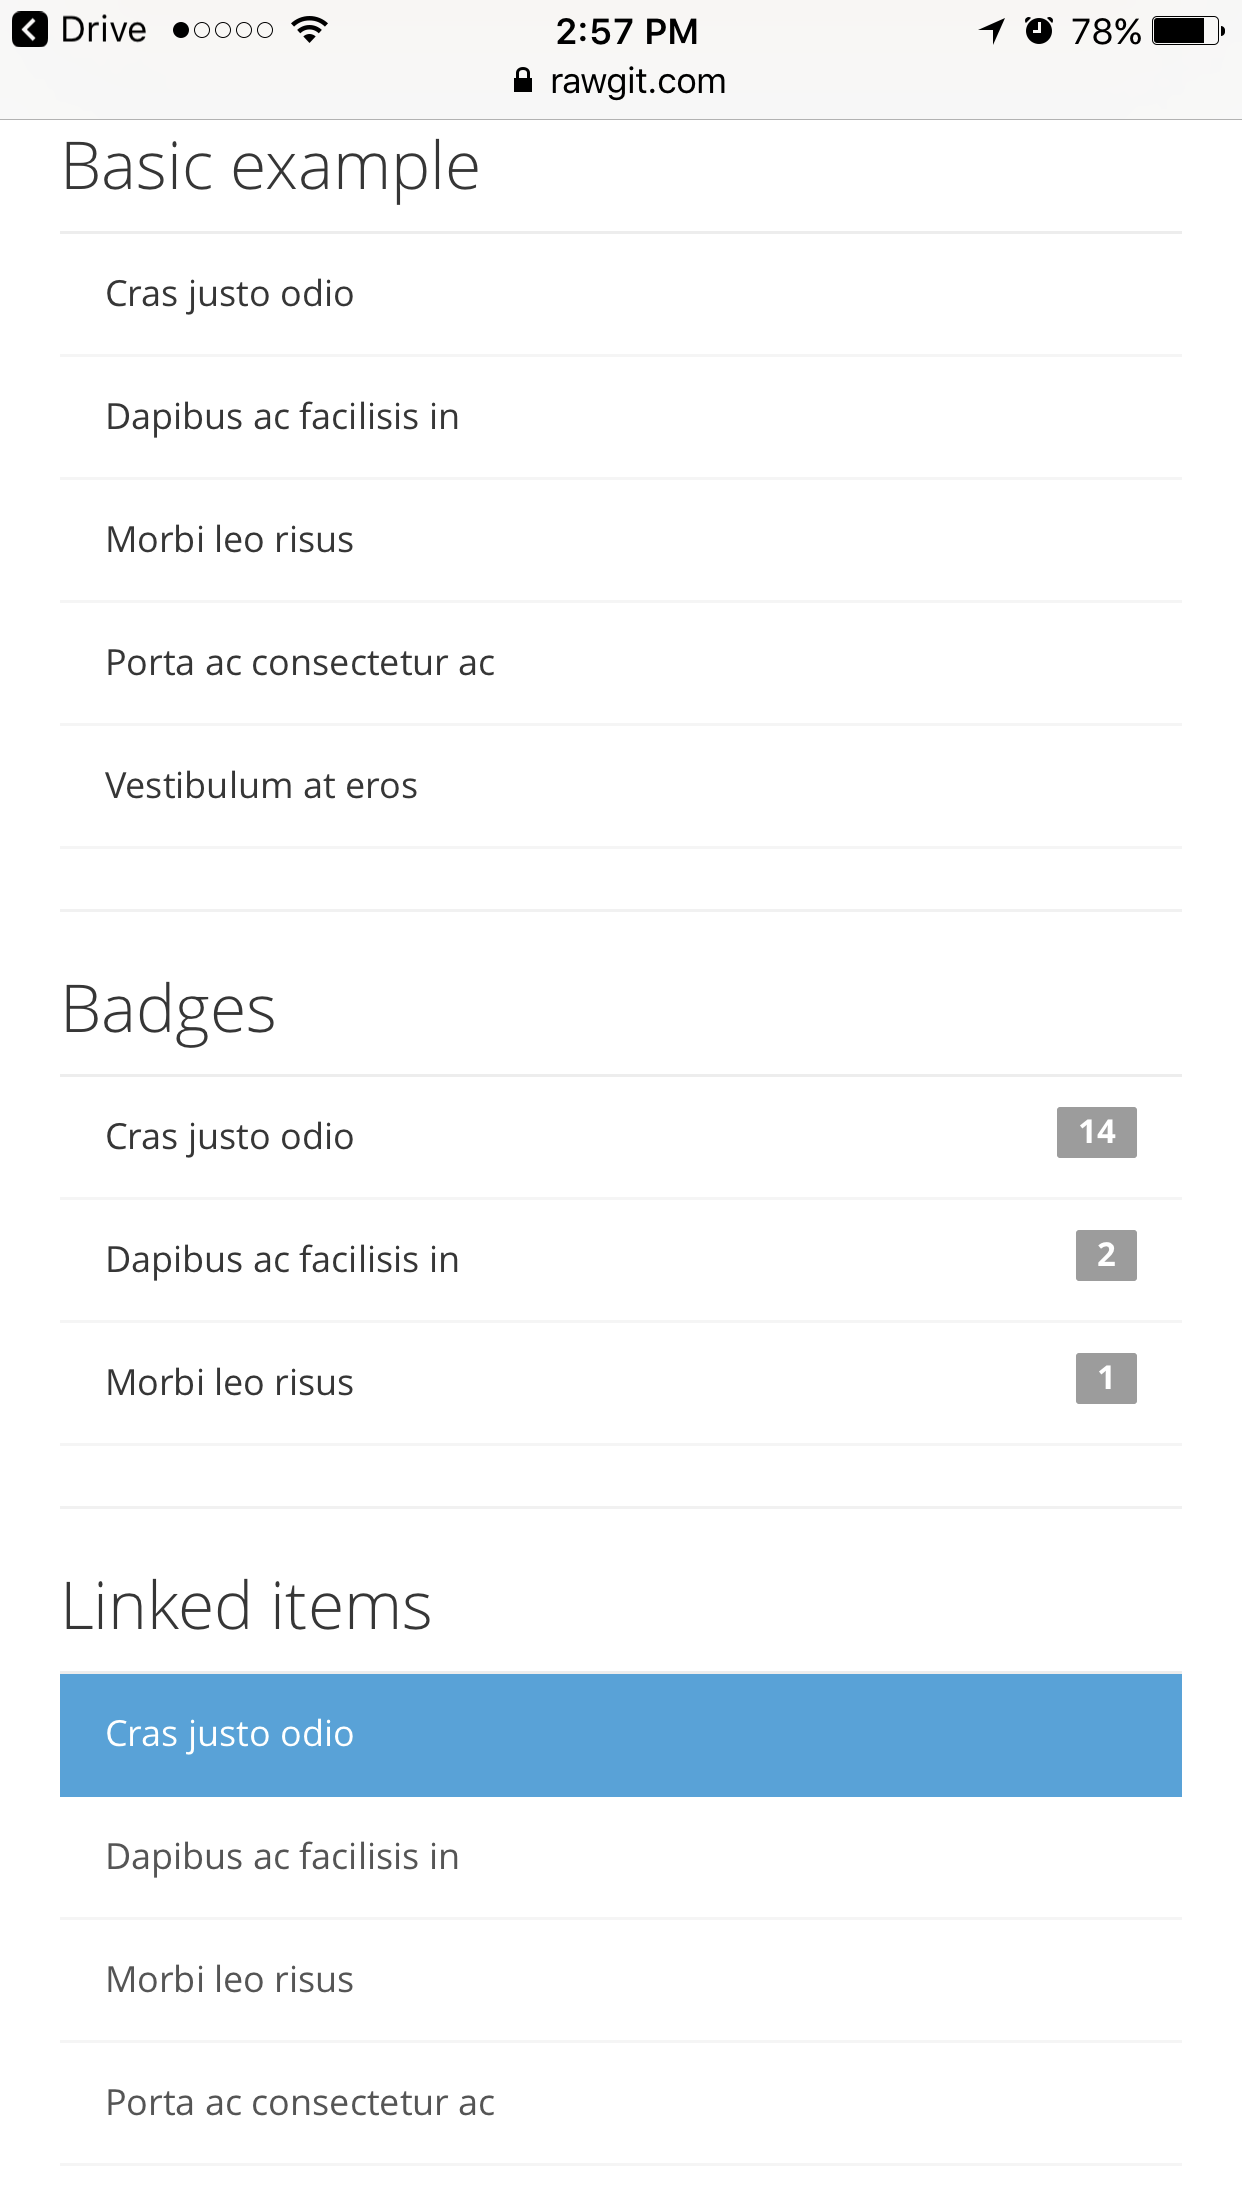 Drive 2:57 PM 78%
rawgit.com
Basic example
Cras justo odio
Dapibus ac facilisis in
Morbi leo risus
Porta ac consectetur ac
Vestibulum at eros
Badges
Cras justo odio 14
Dapibus ac facilisis in 2
Morbi leo risus 1
Linked items
Cras justo odio
Dapibus ac facilisis in
Morbi leo risus
Porta ac consectetur ac